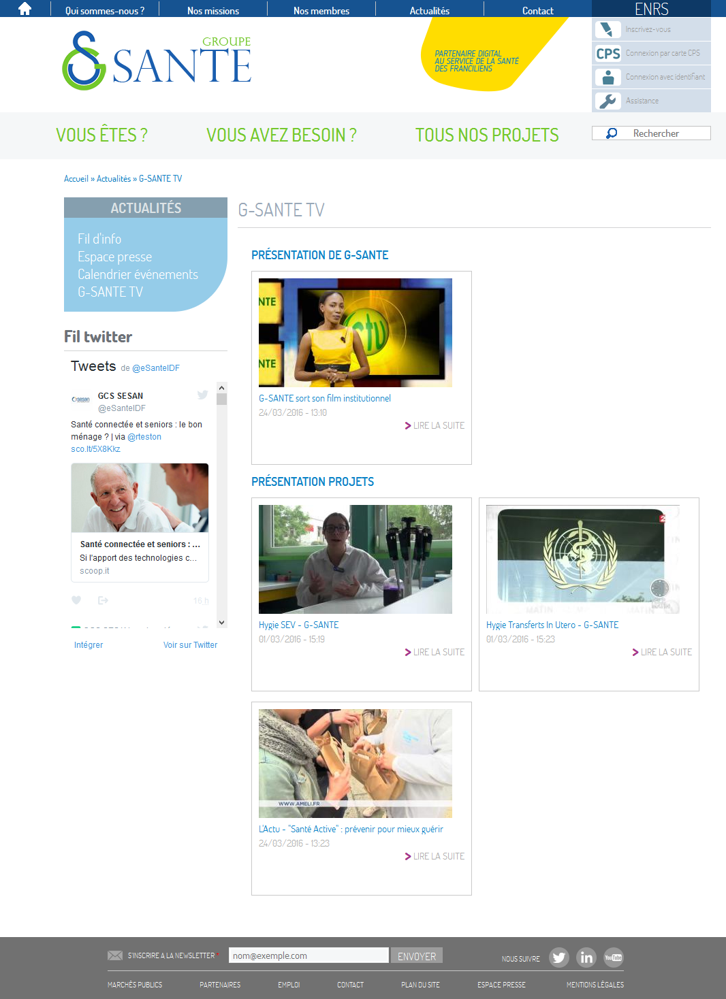 Qui sommes-nous ?
Nos missions
Nos membres
Actualités
Contact
ENRS
Inscrivez-vous
CPS Connexion par carte CPS
Connexion avec identifiant
Assistance
GROUPE
SANTE
PARTENAIRE DIGITAL
AU SERVICE DE LA SANTÉ
DES FRANCILIENS
VOUS ÊTES ?
VOUS AVEZ BESOIN ?
TOUS NOS PROJETS
Rechercher
Accueil » Actualités » G-SANTE TV
ACTUALITÉS
Fil d'info
Espace presse
Calendrier événements
G-SANTE TV
Fil twitter
Tweets de @eSanteIDF
sesan
GCS SESAN
@eSanteIDF
Santé connectée et seniors : le bon
ménage ? | via @rteston
sco.lt/5X8Kkz
Santé connectée et seniors : ...
Si l'apport des technologies c...
scoop.it
16 h
Intégrer
Voir sur Twitter
G-SANTE TV
PRÉSENTATION DE G-SANTE
NTE
NTE
ctu
G-SANTE sort son film institutionnel
24/03/2016 - 13:10
LIRE LA SUITE
PRÉSENTATION PROJETS
Hygie SEV - G-SANTE
01/03/2016 - 15:19
LIRE LA SUITE
2
MATIN
Hygie Transferts In Utero - G-SANTE
01/03/2016 - 15:23
LIRE LA SUITE
WWW.AMELI.FR
L'Actu - "Santé Active" : prévenir pour mieux guérir
24/03/2016 - 13:23
LIRE LA SUITE
S'INSCRIRE A LA NEWSLETTER
nom@exemple.com
ENVOYER
NOUS SUIVRE
in
YouTube
MARCHÉS PUBLICS
PARTENAIRES
EMPLOI
CONTACT
PLAN DU SITE
ESPACE PRESSE
MENTIONS LÉGALES